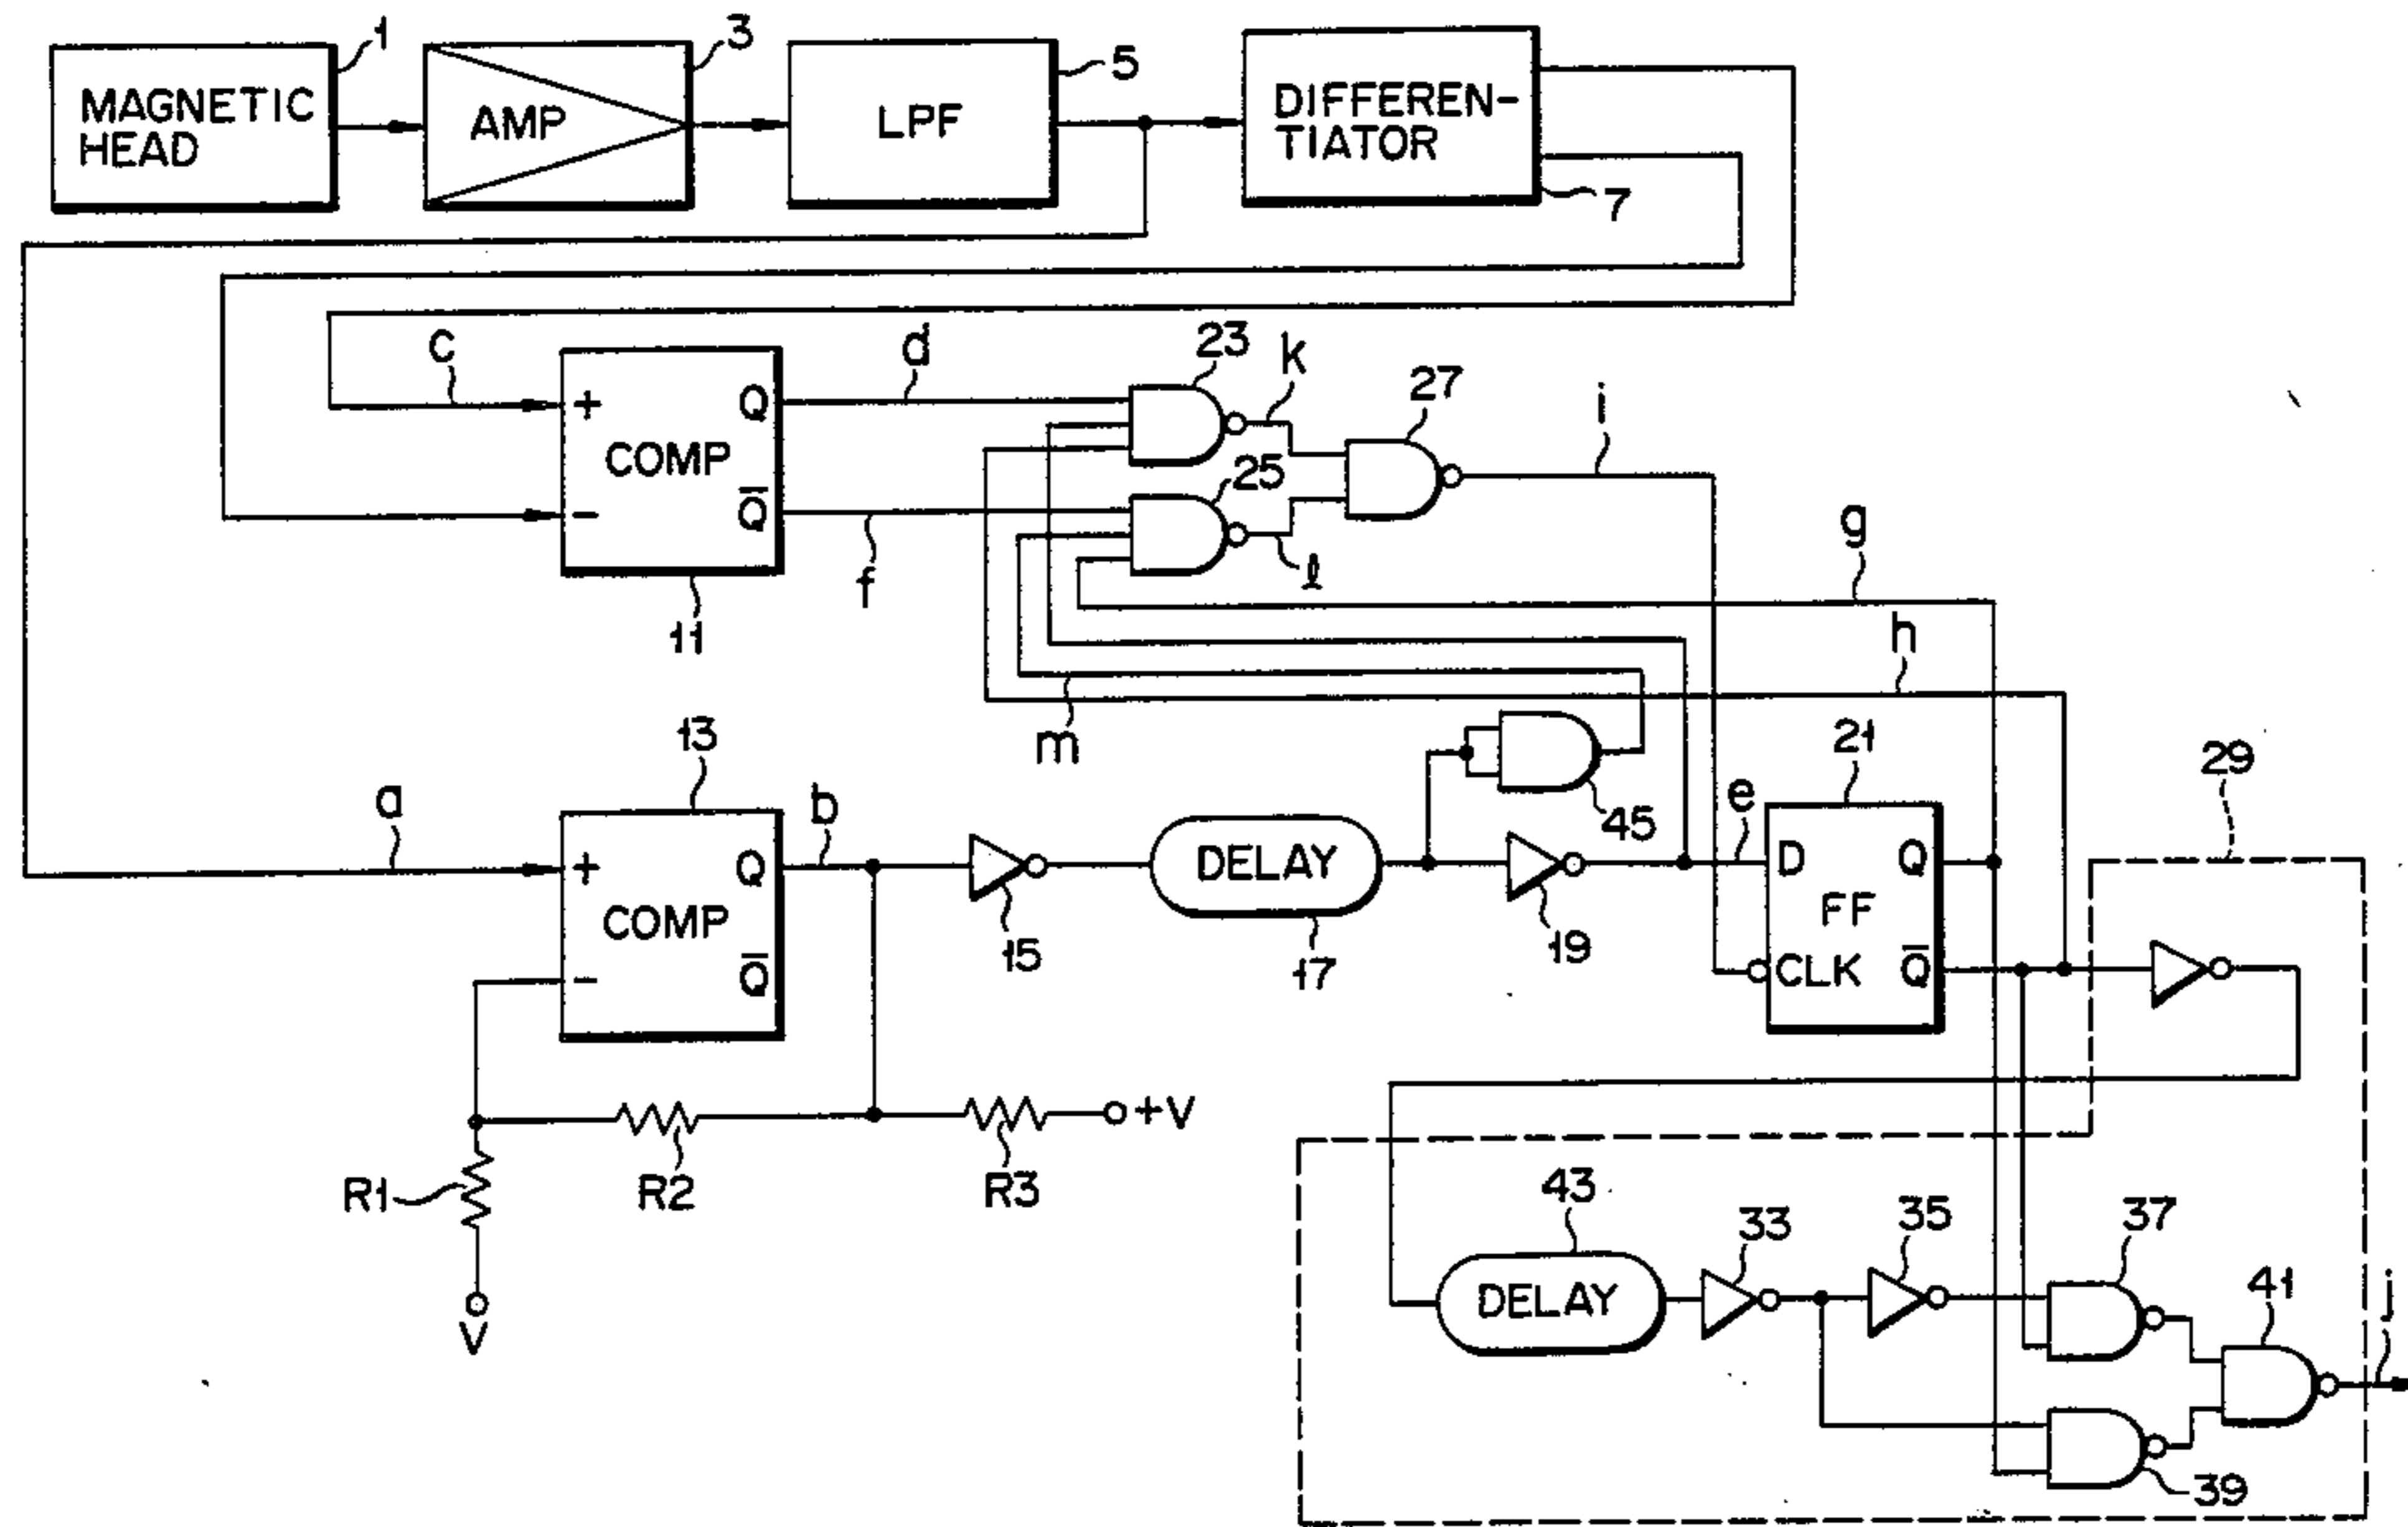 1
3
5
7
MAGNETIC
HEAD
AMP
LPF
DIFFEREN-
TIATOR
c
d
23
k
27
i
+
Q
COMP
25
−
Q̅
f
l
g
11
h
m
13
21
29
a
b
45
e
+
Q
DELAY
D
Q
COMP
FF
15
17
19
−
Q̅
CLK
Q̅
+V
R1
R2
R3
V
43
33
35
37
DELAY
41
j
39